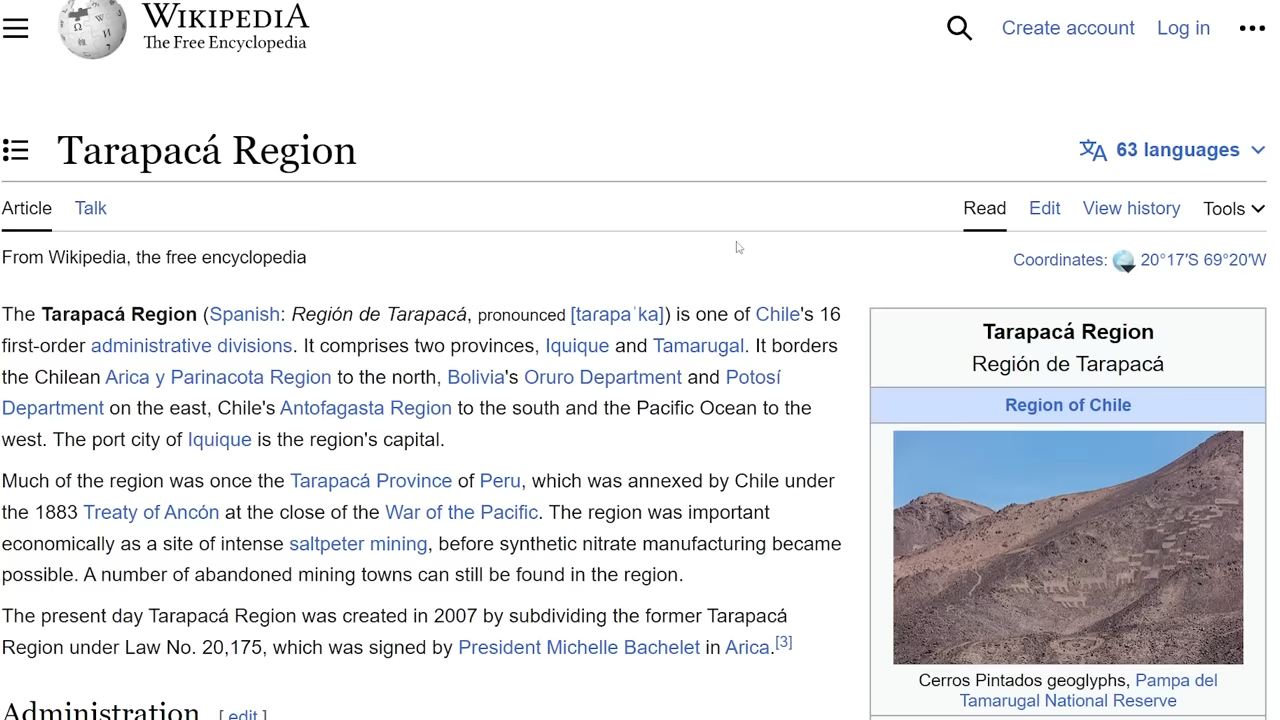 WIKIPEDIA
The Free Encyclopedia
Create account
Log in
Tarapacá Region
63 languages
Article
Talk
Read
Edit
View history
Tools
From Wikipedia, the free encyclopedia
Coordinates: 20°17′S 69°20′W
The Tarapacá Region (Spanish: Región de Tarapacá, pronounced [taɾapaˈka]) is one of Chile's 16
first-order administrative divisions. It comprises two provinces, Iquique and Tamarugal. It borders
the Chilean Arica y Parinacota Region to the north, Bolivia's Oruro Department and Potosí
Department on the east, Chile's Antofagasta Region to the south and the Pacific Ocean to the
west. The port city of Iquique is the region's capital.
Much of the region was once the Tarapacá Province of Peru, which was annexed by Chile under
the 1883 Treaty of Ancón at the close of the War of the Pacific. The region was important
economically as a site of intense saltpeter mining, before synthetic nitrate manufacturing became
possible. A number of abandoned mining towns can still be found in the region.
The present day Tarapacá Region was created in 2007 by subdividing the former Tarapacá
Region under Law No. 20,175, which was signed by President Michelle Bachelet in Arica.[3]
Administration [ edit ]
Tarapacá Region
Región de Tarapacá
Region of Chile
Cerros Pintados geoglyphs, Pampa del
Tamarugal National Reserve